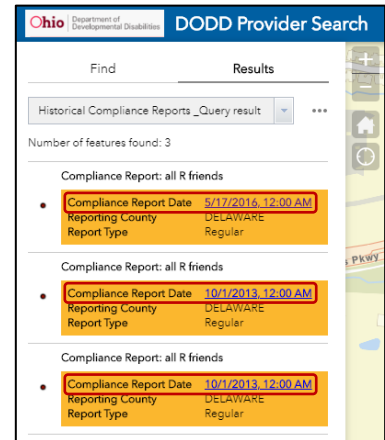 Ohio Department of Developmental Disabilities DODD Provider Search
Find Results
Historical Compliance Reports _Query result
Number of features found: 3
Compliance Report: all R friends
Compliance Report Date 5/17/2016, 12:00 AM
Reporting County DELAWARE
Report Type Regular
Compliance Report: all R friends
Compliance Report Date 10/1/2013, 12:00 AM
Reporting County DELAWARE
Report Type Regular
Compliance Report: all R friends
Compliance Report Date 10/1/2013, 12:00 AM
Reporting County DELAWARE
Report Type Regular
s Pkwy